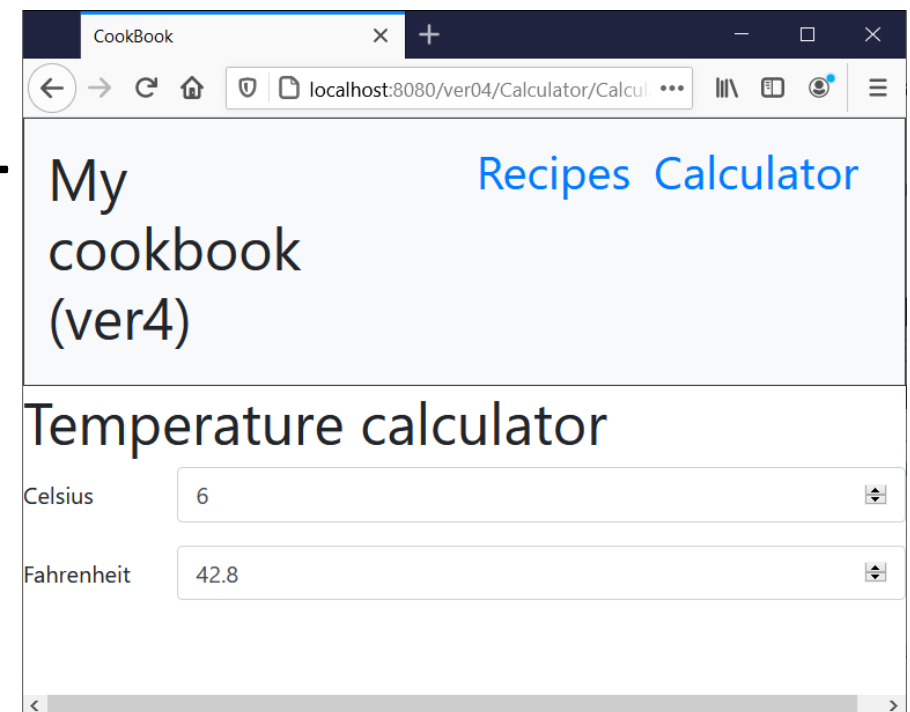 CookBook
localhost:8080/ver04/Calculator/Calcul
My
cookbook
(ver4)
Recipes Calculator
Temperature calculator
Celsius 6
Fahrenheit 42.8